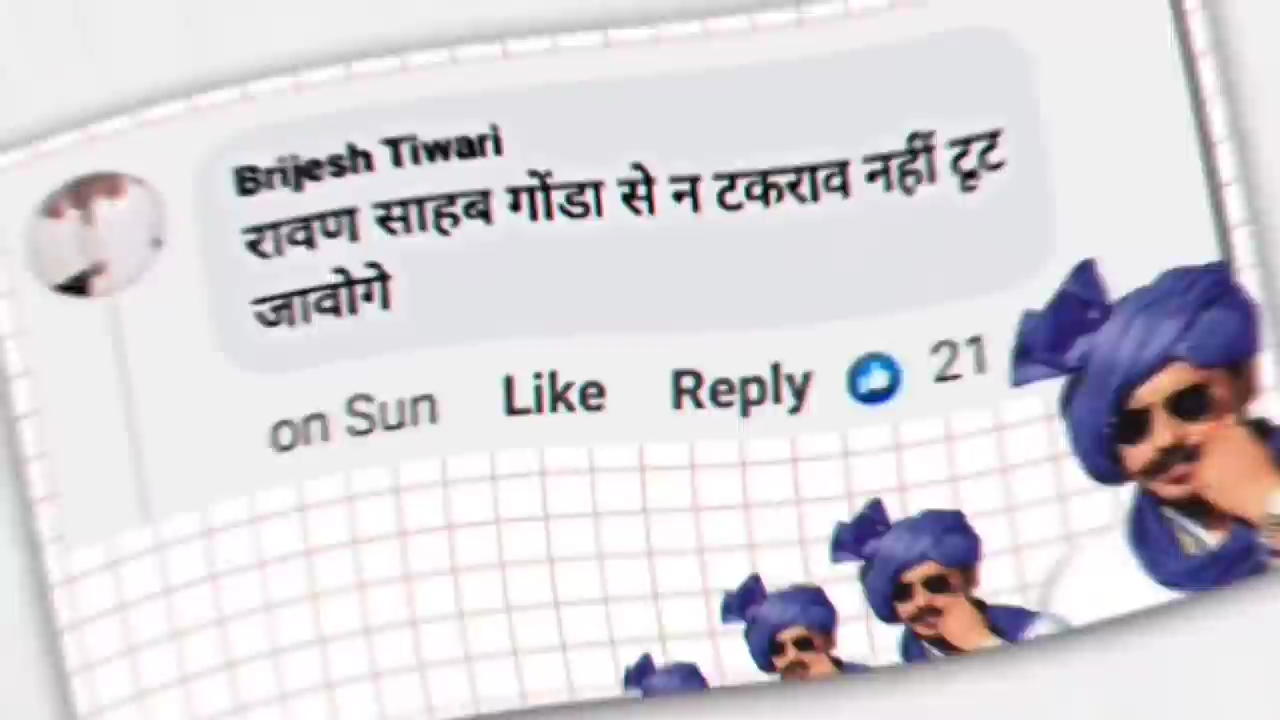 Brijesh Tiwari
रावण साहब गोंडा से न टकराव नहीं टूट
जावोगे
on Sun Like Reply 21